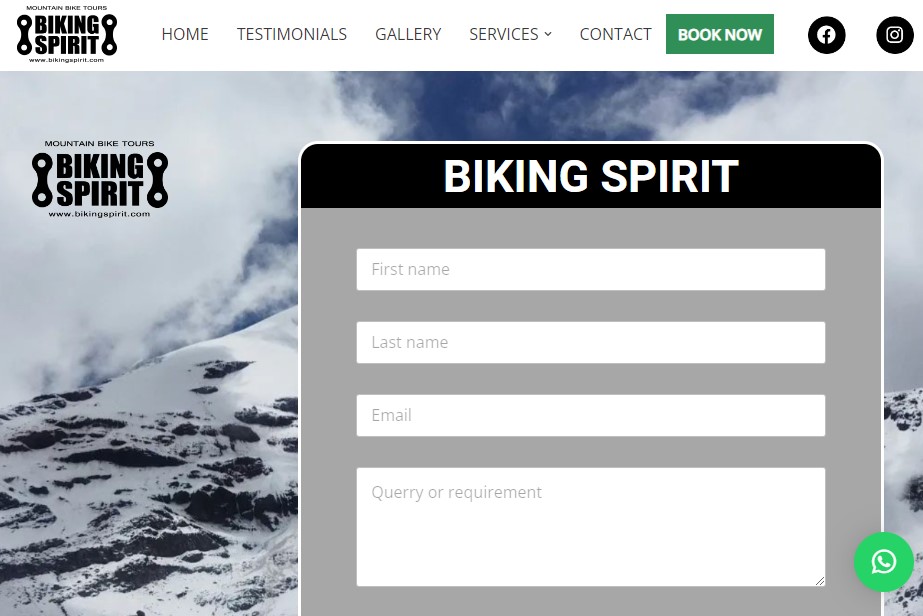 MOUNTAIN BIKE TOURS
BIKING
SPIRIT
www.bikingspirit.com
HOME
TESTIMONIALS
GALLERY
SERVICES
CONTACT
BOOK NOW
MOUNTAIN BIKE TOURS
BIKING
SPIRIT
www.bikingspirit.com
BIKING SPIRIT
First name
Last name
Email
Querry or requirement